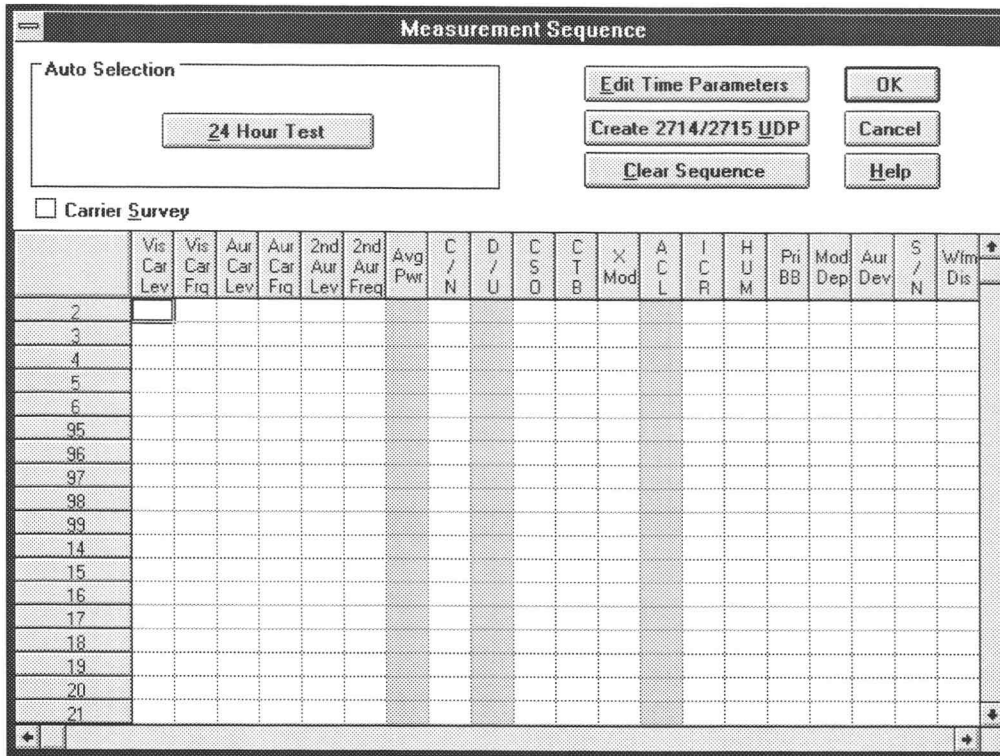 Measurement Sequence
Auto Selection
24 Hour Test
Edit Time Parameters
OK
Create 2714/2715 UDP
Cancel
Clear Sequence
Help
Carrier Survey
Vis Car Lev
Vis Car Frq
Aur Car Lev
Aur Car Frq
2nd Aur Lev
2nd Aur Freq
Avg Pwr
C / N
D / U
C S O
C T B
X Mod
A C L
I C R
H U M
Pri BB
Mod Dep
Aur Dev
S / N
Wfm Dis
2
3
4
5
6
95
96
97
98
99
14
15
16
17
18
19
20
21